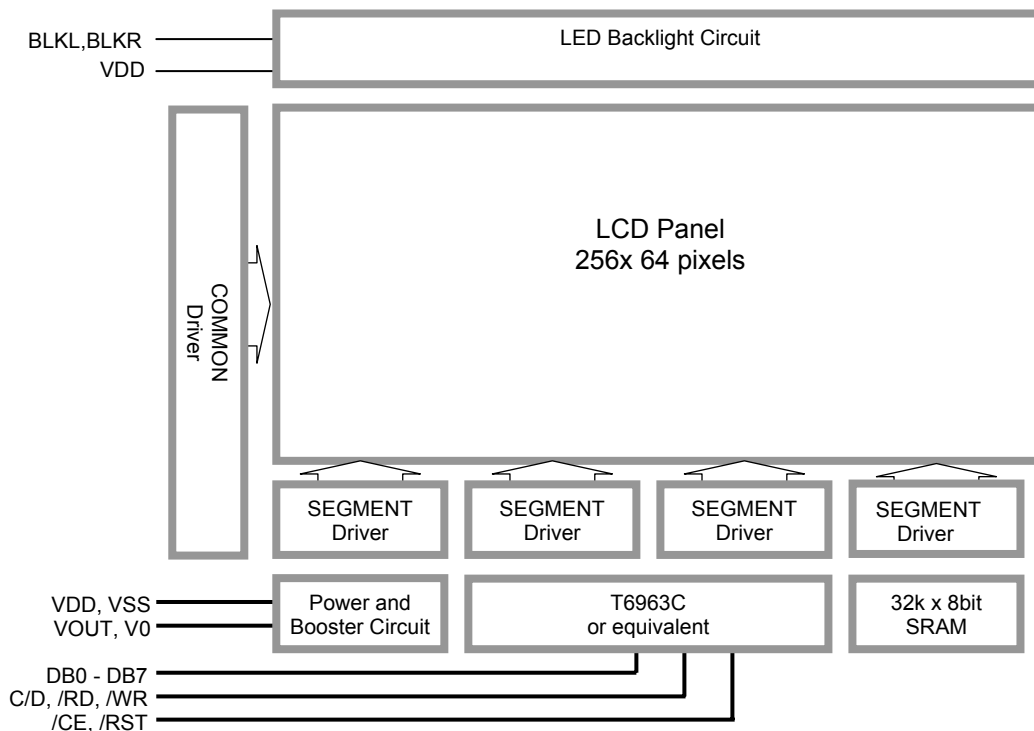 BLKL,BLKR
VDD
LED Backlight Circuit
COMMON
Driver
LCD Panel
256x 64 pixels
SEGMENT
Driver
SEGMENT
Driver
SEGMENT
Driver
SEGMENT
Driver
VDD, VSS
VOUT, V0
Power and
Booster Circuit
T6963C
or equivalent
32k x 8bit
SRAM
DB0 - DB7
C/D, /RD, /WR
/CE, /RST